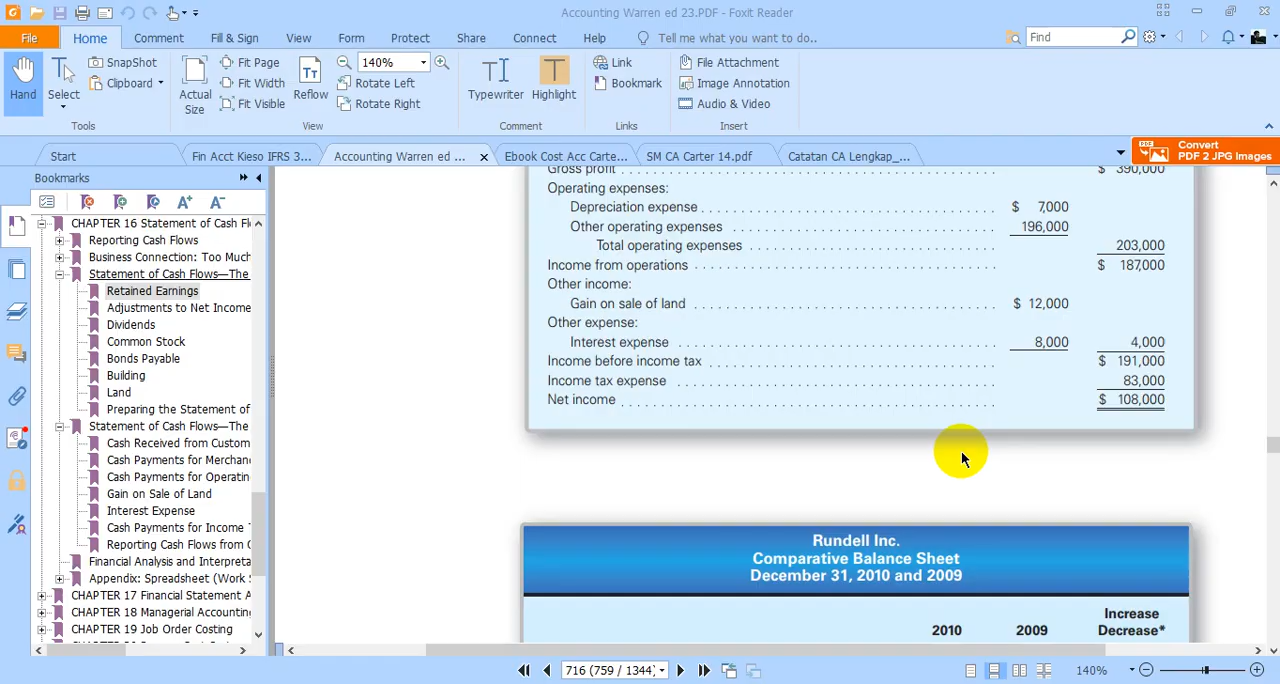 Accounting Warren ed 23.PDF - Foxit Reader
File Home Comment Fill & Sign View Form Protect Share Connect Help Tell me what you want to do.. Find
Hand
Select
SnapShot
Clipboard
Tools
Actual Size
Fit Page
Fit Width
Fit Visible
Reflow
140%
Rotate Left
Rotate Right
View
Typewriter
Highlight
Comment
Link
Bookmark
Links
File Attachment
Image Annotation
Audio & Video
Insert
Start
Fin Acct Kieso IFRS 3...
Accounting Warren ed ...
Ebook Cost Acc Carte...
SM CA Carter 14.pdf
Catatan CA Lengkap_...
Convert
PDF 2 JPG Images
Bookmarks
CHAPTER 16 Statement of Cash Fl
Reporting Cash Flows
Business Connection: Too Much
Statement of Cash Flows—The
Retained Earnings
Adjustments to Net Income
Dividends
Common Stock
Bonds Payable
Building
Land
Preparing the Statement of
Statement of Cash Flows—The
Cash Received from Custom
Cash Payments for Merchan
Cash Payments for Operatin
Gain on Sale of Land
Interest Expense
Cash Payments for Income
Reporting Cash Flows from O
Financial Analysis and Interpreta
Appendix: Spreadsheet (Work S
CHAPTER 17 Financial Statement A
CHAPTER 18 Managerial Accounting
CHAPTER 19 Job Order Costing
Gross profit $ 390,000
Operating expenses:
Depreciation expense $ 7,000
Other operating expenses 196,000
Total operating expenses 203,000
Income from operations $ 187,000
Other income:
Gain on sale of land $ 12,000
Other expense:
Interest expense 8,000 4,000
Income before income tax $ 191,000
Income tax expense 83,000
Net income $ 108,000
Rundell Inc.
Comparative Balance Sheet
December 31, 2010 and 2009
2010 2009 Increase Decrease*
716 (759 / 1344)
140%